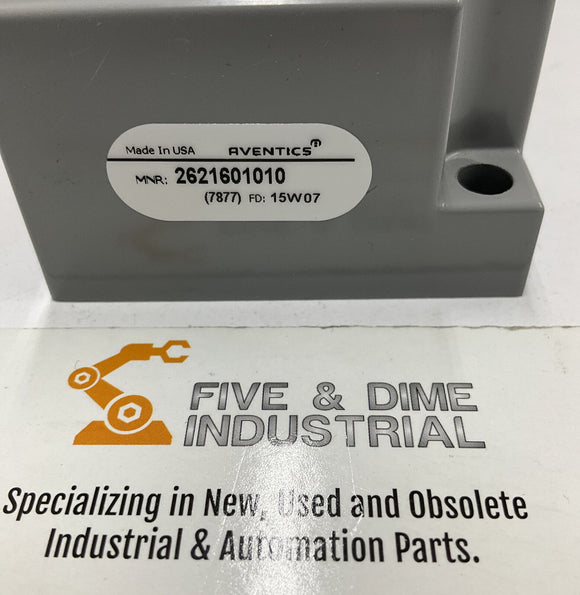 Made In USA AVENTICS
MNR: 2621601010
(7877) FD: 15W07
FIVE & DIME
INDUSTRIAL
Specializing in New, Used and Obsolete
Industrial & Automation Parts.